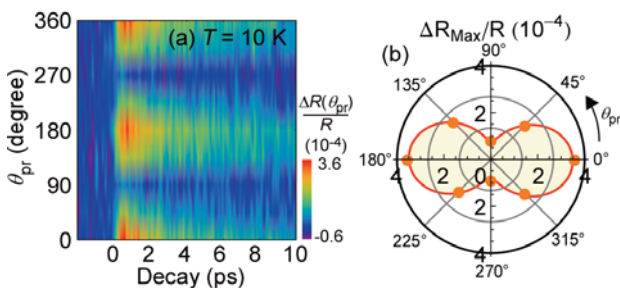 (a) T = 10 K
360
270
180
90
0
θpr (degree)
0 2 4 6 8 10
Decay (ps)
ΔR(θpr)
R
(10-4)
3.6
-0.6
(b)
ΔRMax/R (10-4)
90°
135°
45°
θpr
180°
0°
225°
315°
270°
4
2
4 2 0 2 4
2
4